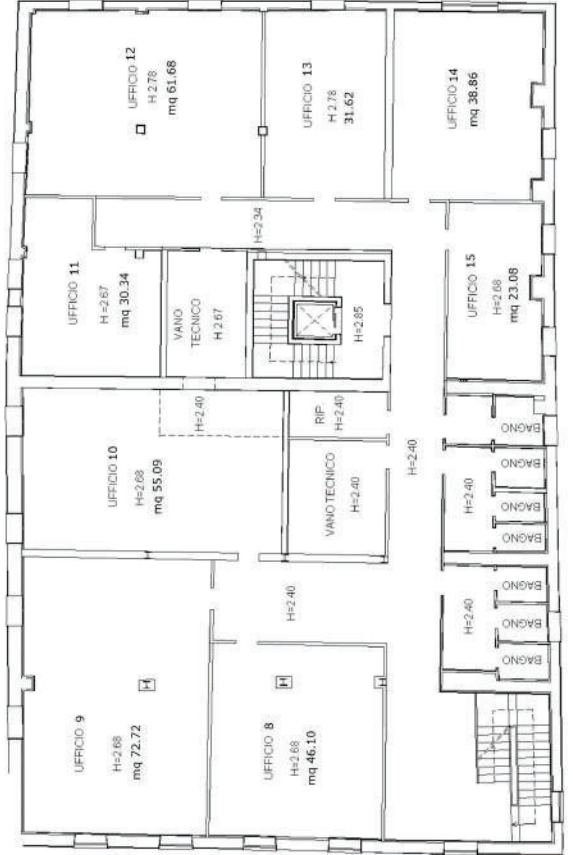 UFFICIO 12
H 2.78
mq 61.68
UFFICIO 13
H 2.78
31.62
UFFICIO 14
mq 38.86
UFFICIO 11
H=2.67
mq 30.34
H=2.34
VANO
TECNICO
H 2.67
H=2.85
UFFICIO 15
H=2.68
mq 23.08
UFFICIO 10
H=2.68
mq 55.09
H=2.40
RIP.
H=2.40
VANO TECNICO
H=2.40
H=2.40
H=2.40
BAGNO
BAGNO
BAGNO
BAGNO
UFFICIO 9
H=2.68
mq 72.72
H=2.40
UFFICIO 8
H=2.68
mq 46.10
H=2.40
BAGNO
BAGNO
BAGNO